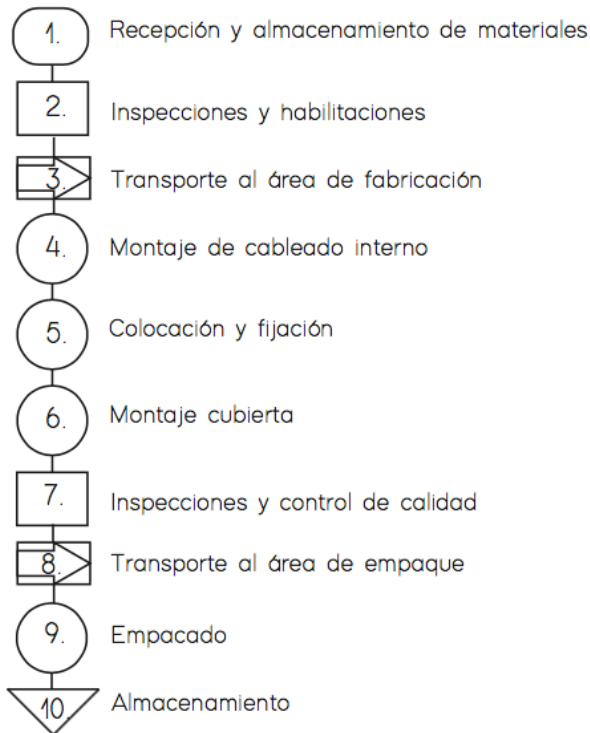 1. Recepción y almacenamiento de materiales
2. Inspecciones y habilitaciones
3. Transporte al área de fabricación
4. Montaje de cableado interno
5. Colocación y fijación
6. Montaje cubierta
7. Inspecciones y control de calidad
8. Transporte al área de empaque
9. Empacado
10. Almacenamiento